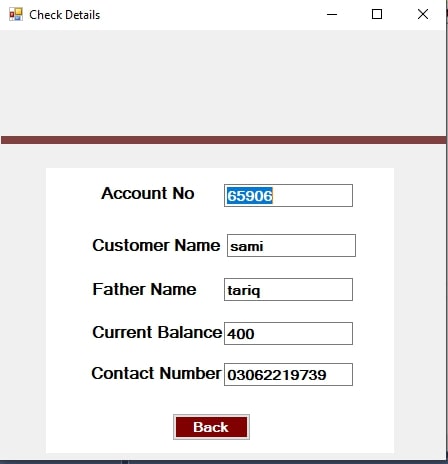 Check Details
Account No 65906
Customer Name sami
Father Name tariq
Current Balance 400
Contact Number 03062219739
Back